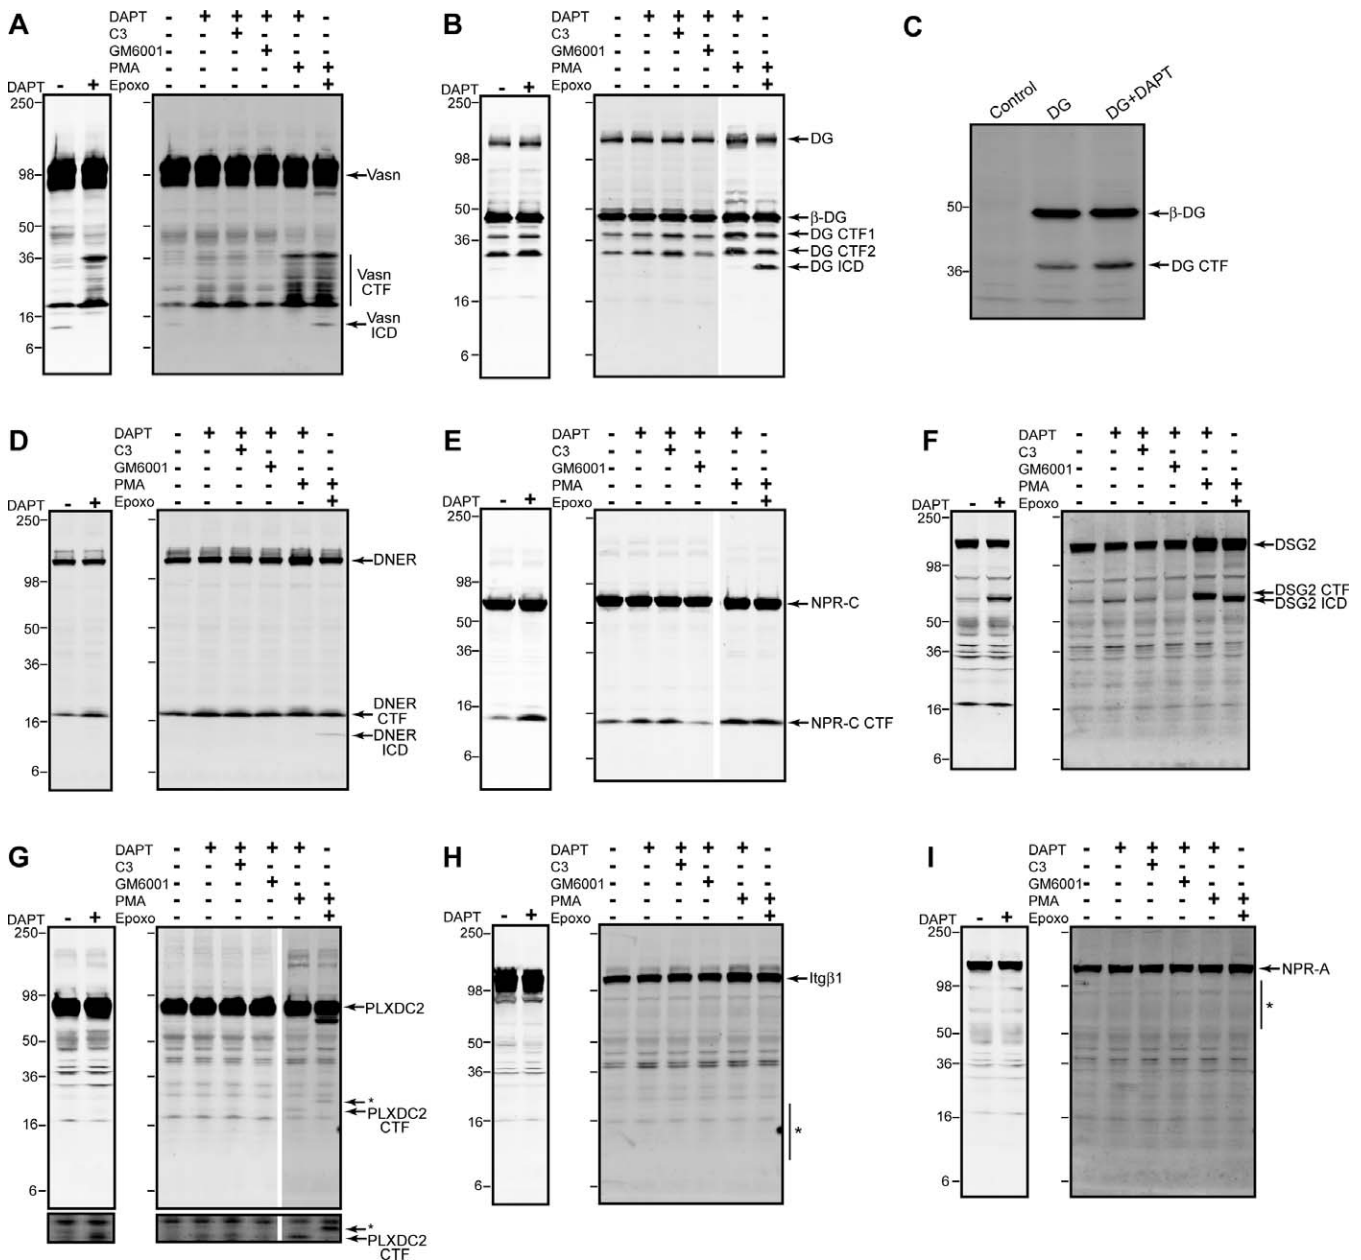 A
DAPT - + + + + -
C3 - - + - - -
GM6001 - - - + - -
PMA - - - - + +
Epoxo - - - - - +
DAPT - +
250
98
50
36
16
6
Vasn
Vasn
CTF
Vasn
ICD
B
DAPT - + + + + -
C3 - - + - - -
GM6001 - - - + - -
PMA - - - - + +
Epoxo - - - - - +
DAPT - +
250
98
50
36
16
6
DG
β-DG
DG CTF1
DG CTF2
DG ICD
C
Control
DG
DG+DAPT
50
36
β-DG
DG CTF
D
DAPT - + + + + -
C3 - - + - - -
GM6001 - - - + - -
PMA - - - - + +
Epoxo - - - - - +
DAPT - +
250
98
50
36
16
6
DNER
DNER
CTF
DNER
ICD
E
DAPT - + + + + -
C3 - - + - - -
GM6001 - - - + - -
PMA - - - - + +
Epoxo - - - - - +
DAPT - +
250
98
50
36
16
6
NPR-C
NPR-C CTF
F
DAPT - + + + + -
C3 - - + - - -
GM6001 - - - + - -
PMA - - - - + +
Epoxo - - - - - +
DAPT - +
250
98
50
36
16
6
DSG2
DSG2 CTF
DSG2 ICD
G
DAPT - + + + + -
C3 - - + - - -
GM6001 - - - + - -
PMA - - - - + +
Epoxo - - - - - +
DAPT - +
250
98
50
36
16
6
PLXDC2
*
PLXDC2
CTF
*
PLXDC2
CTF
H
DAPT - + + + + -
C3 - - + - - -
GM6001 - - - + - -
PMA - - - - + +
Epoxo - - - - - +
DAPT - +
250
98
50
36
16
6
Itgβ1
*
I
DAPT - + + + + -
C3 - - + - - -
GM6001 - - - + - -
PMA - - - - + +
Epoxo - - - - - +
DAPT - +
250
98
50
36
16
6
NPR-A
*